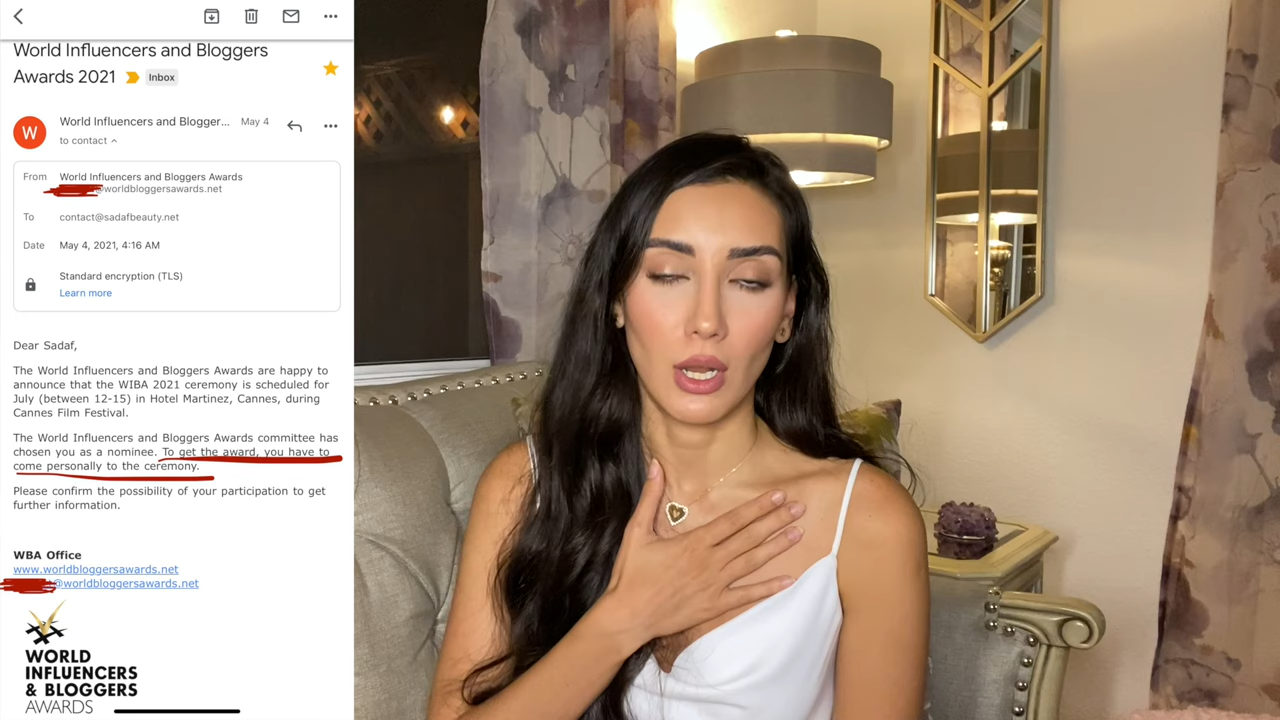 World Influencers and Bloggers
Awards 2021 Inbox
W
World Influencers and Blogger... May 4
to contact
From World Influencers and Bloggers Awards
@worldbloggersawards.net
To contact@sadafbeauty.net
Date May 4, 2021, 4:16 AM
Standard encryption (TLS)
Learn more
Dear Sadaf,
The World Influencers and Bloggers Awards are happy to
announce that the WIBA 2021 ceremony is scheduled for
July (between 12-15) in Hotel Martinez, Cannes, during
Cannes Film Festival.
The World Influencers and Bloggers Awards committee has
chosen you as a nominee. To get the award, you have to
come personally to the ceremony.
Please confirm the possibility of your participation to get
further information.
WBA Office
www.worldbloggersawards.net
@worldbloggersawards.net
WORLD
INFLUENCERS
& BLOGGERS
AWARDS